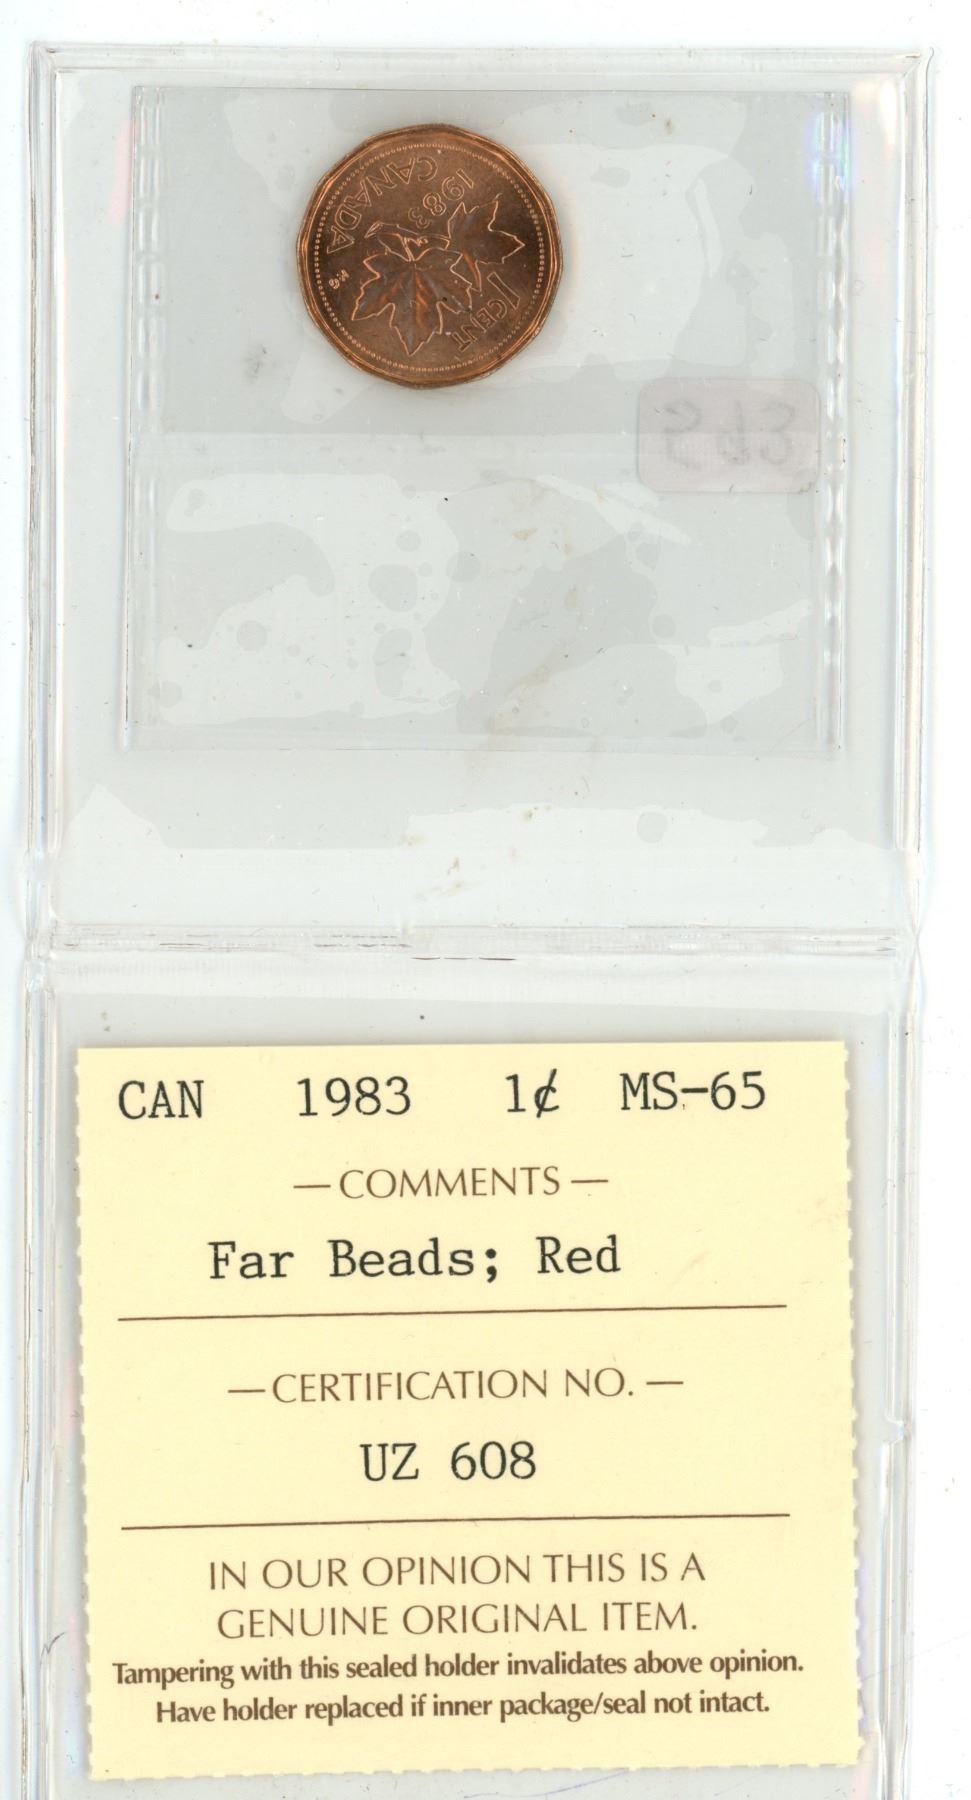 CANADA
1983
1 CENT
HG
CAN 1983 1¢ MS-65
— COMMENTS —
Far Beads; Red
— CERTIFICATION NO. —
UZ 608
IN OUR OPINION THIS IS A
GENUINE ORIGINAL ITEM.
Tampering with this sealed holder invalidates above opinion.
Have holder replaced if inner package/seal not intact.